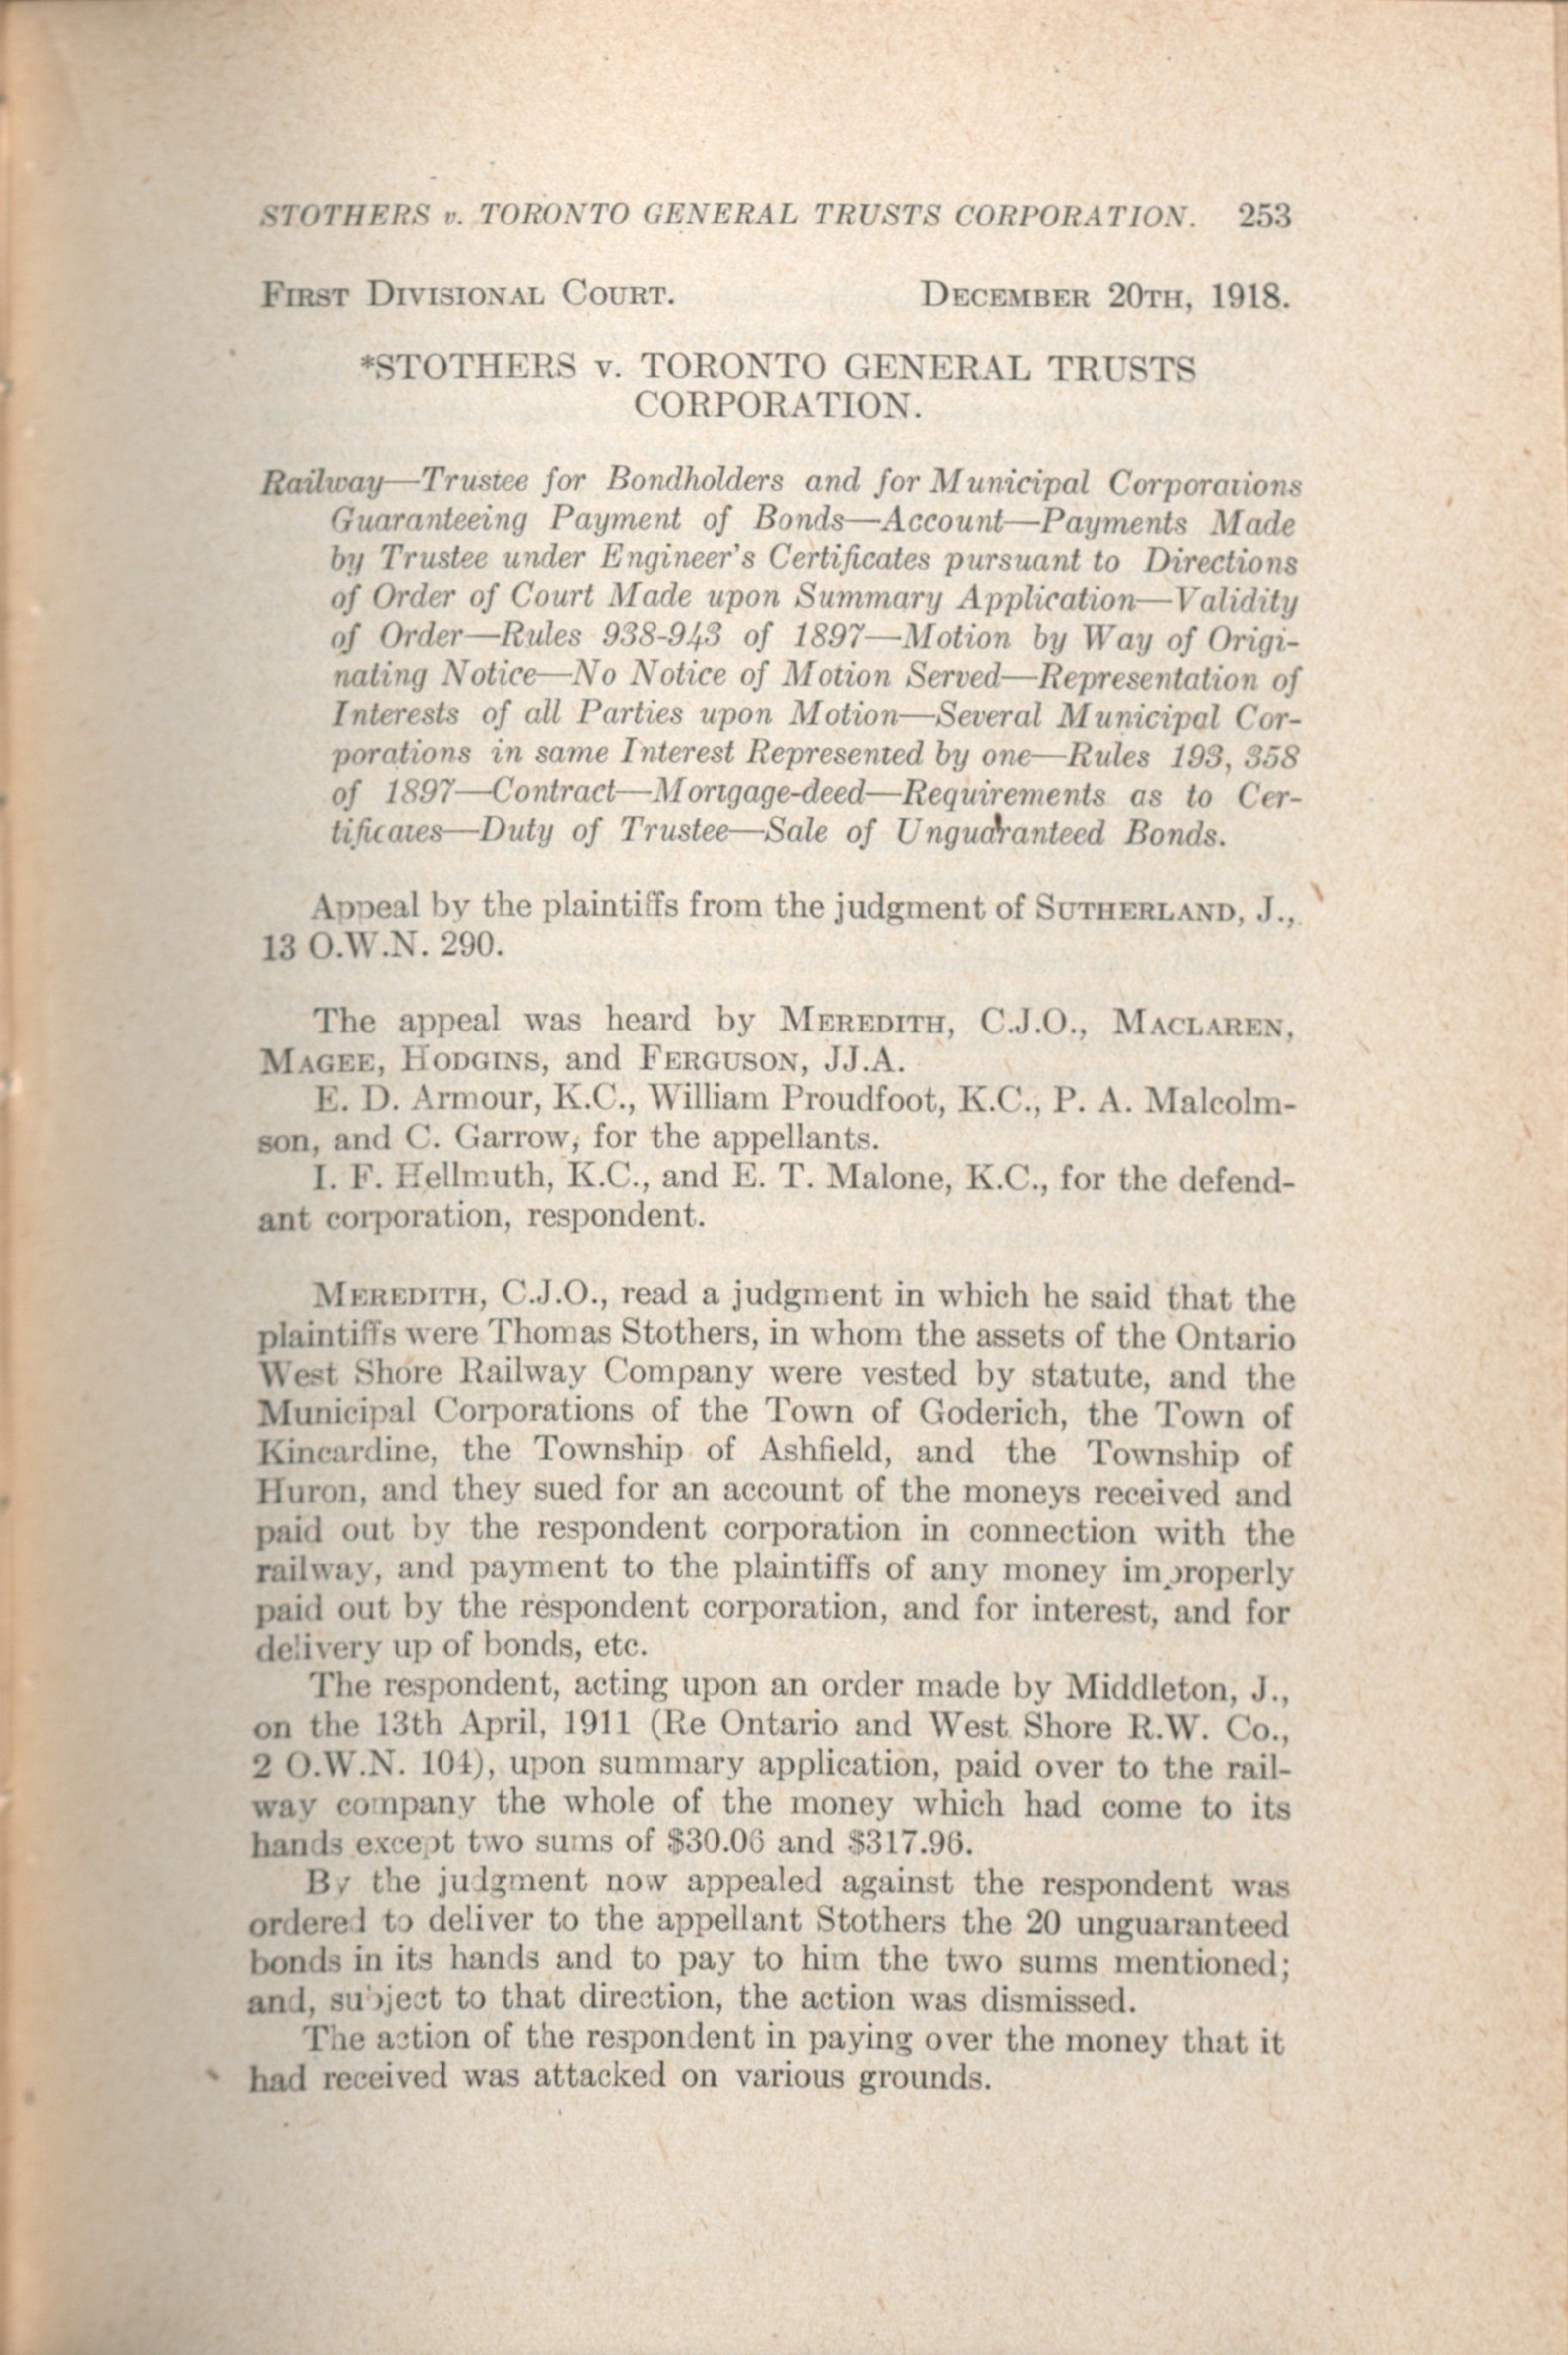 STOTHERS v. TORONTO GENERAL TRUSTS CORPORATION. 253
FIRST DIVISIONAL COURT. DECEMBER 20TH, 1918.
*STOTHERS v. TORONTO GENERAL TRUSTS
CORPORATION.
Railway—Trustee for Bondholders and for Municipal Corporations
Guaranteeing Payment of Bonds—Account—Payments Made
by Trustee under Engineer's Certificates pursuant to Directions
of Order of Court Made upon Summary Application—Validity
of Order—Rules 938-943 of 1897—Motion by Way of Origi-
nating Notice—No Notice of Motion Served—Representation of
Interests of all Parties upon Motion—Several Municipal Cor-
porations in same Interest Represented by one—Rules 193, 358
of 1897—Contract—Mortgage-deed—Requirements as to Cer-
tificates—Duty of Trustee—Sale of Unguaranteed Bonds.
Appeal by the plaintiffs from the judgment of SUTHERLAND, J.,
13 O.W.N. 290.
The appeal was heard by MEREDITH, C.J.O., MACLAREN,
MAGEE, HODGINS, and FERGUSON, JJ.A.
E. D. Armour, K.C., William Proudfoot, K.C., P. A. Malcolm-
son, and C. Garrow, for the appellants.
I. F. Hellmuth, K.C., and E. T. Malone, K.C., for the defend-
ant corporation, respondent.
MEREDITH, C.J.O., read a judgment in which he said that the
plaintiffs were Thomas Stothers, in whom the assets of the Ontario
West Shore Railway Company were vested by statute, and the
Municipal Corporations of the Town of Goderich, the Town of
Kincardine, the Township of Ashfield, and the Township of
Huron, and they sued for an account of the moneys received and
paid out by the respondent corporation in connection with the
railway, and payment to the plaintiffs of any money improperly
paid out by the respondent corporation, and for interest, and for
delivery up of bonds, etc.
The respondent, acting upon an order made by Middleton, J.,
on the 13th April, 1911 (Re Ontario and West Shore R.W. Co.,
2 O.W.N. 104), upon summary application, paid over to the rail-
way company the whole of the money which had come to its
hands except two sums of $30.06 and $317.96.
By the judgment now appealed against the respondent was
ordered to deliver to the appellant Stothers the 20 unguaranteed
bonds in its hands and to pay to him the two sums mentioned;
and, subject to that direction, the action was dismissed.
The action of the respondent in paying over the money that it
had received was attacked on various grounds.